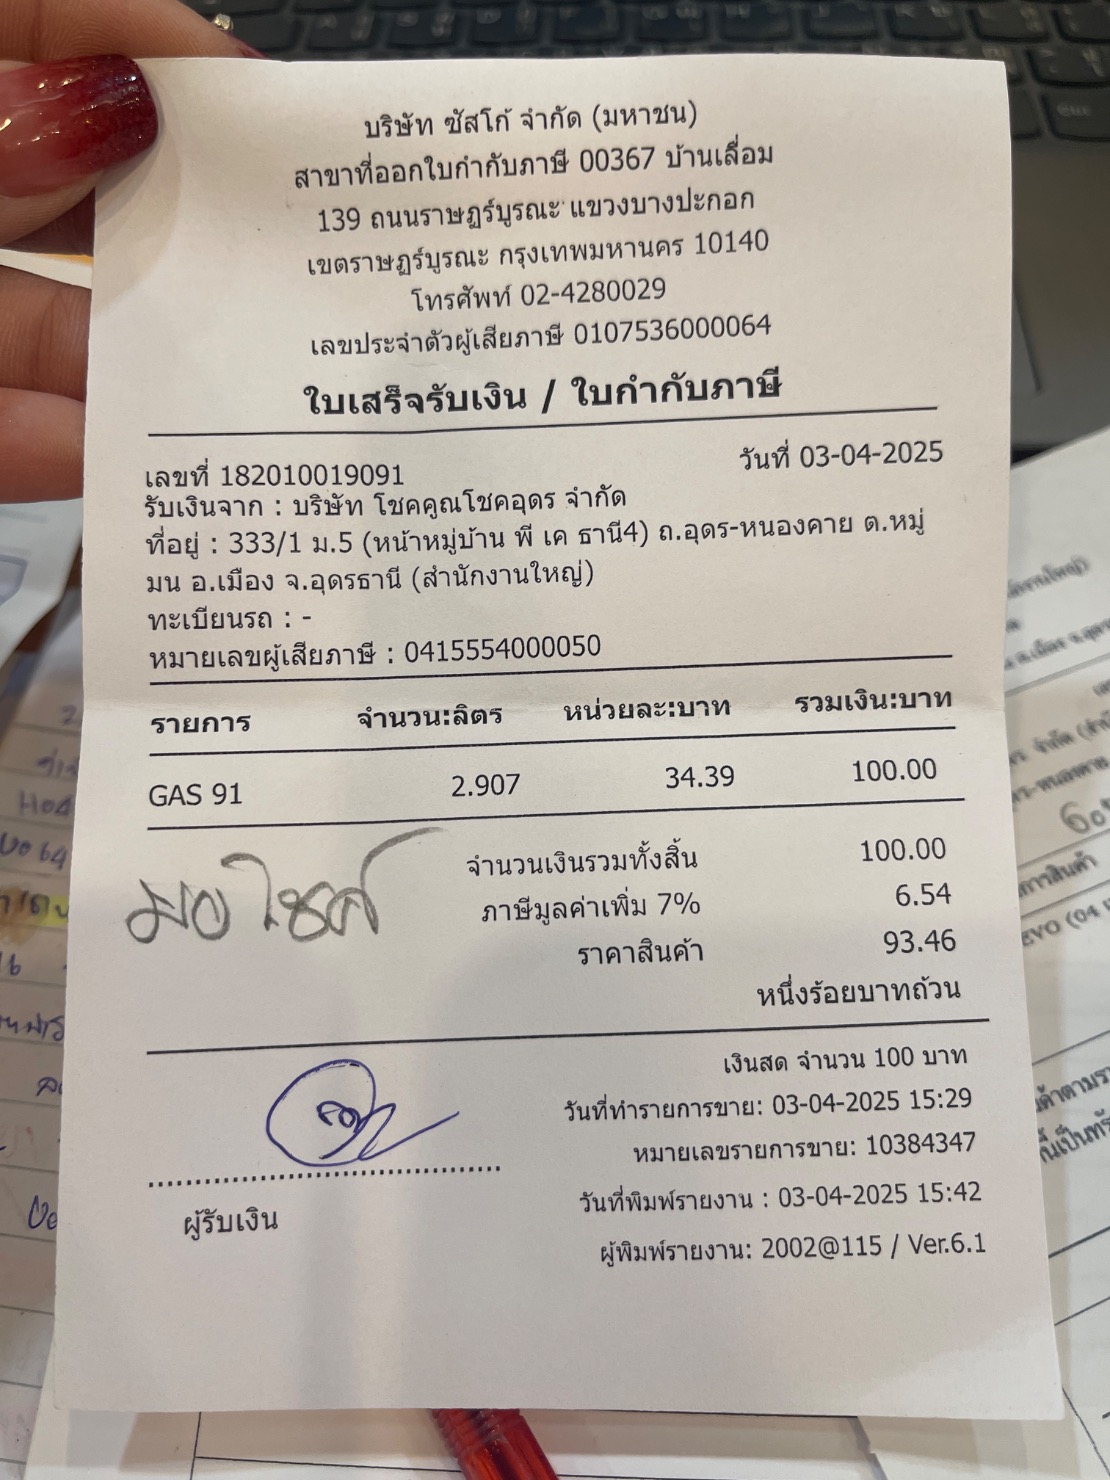 บริษัท ซัสโก้ จำกัด (มหาชน)
สาขาที่ออกใบกำกับภาษี 00367 บ้านเลื่อม
139 ถนนราษฎร์บูรณะ แขวงบางปะกอก
เขตราษฎร์บูรณะ กรุงเทพมหานคร 10140
โทรศัพท์ 02-4280029
เลขประจำตัวผู้เสียภาษี 0107536000064
ใบเสร็จรับเงิน / ใบกำกับภาษี
เลขที่ 182010019091 วันที่ 03-04-2025
รับเงินจาก : บริษัท โชคคูณโชคอุดร จำกัด
ที่อยู่ : 333/1 ม.5 (หน้าหมู่บ้าน พี เค ธานี4) ถ.อุดร-หนองคาย ต.หมู่
มน อ.เมือง จ.อุดรธานี (สำนักงานใหญ่)
ทะเบียนรถ : -
หมายเลขผู้เสียภาษี : 0415554000050
รายการ จำนวน:ลิตร หน่วยละ:บาท รวมเงิน:บาท
GAS 91 2.907 34.39 100.00
จำนวนเงินรวมทั้งสิ้น 100.00
ภาษีมูลค่าเพิ่ม 7% 6.54
ราคาสินค้า 93.46
หนึ่งร้อยบาทถ้วน
เงินสด จำนวน 100 บาท
วันที่ทำรายการขาย: 03-04-2025 15:29
หมายเลขรายการขาย: 10384347
วันที่พิมพ์รายงาน : 03-04-2025 15:42
ผู้พิมพ์รายงาน: 2002@115 / Ver.6.1
ผู้รับเงิน